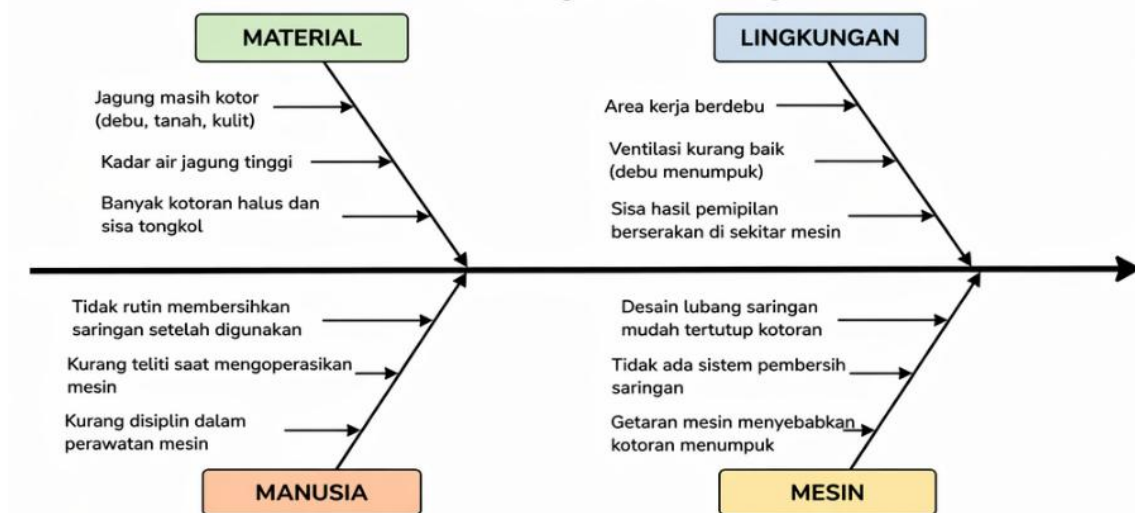 MATERIAL
Jagung masih kotor
(debu, tanah, kulit)
Kadar air jagung tinggi
Banyak kotoran halus dan
sisa tongkol
LINGKUNGAN
Area kerja berdebu
Ventilasi kurang baik
(debu menumpuk)
Sisa hasil pemipilan
berserakan di sekitar mesin
Tidak rutin membersihkan
saringan setelah digunakan
Kurang teliti saat mengoperasikan
mesin
Kurang disiplin dalam
perawatan mesin
MANUSIA
Desain lubang saringan
mudah tertutup kotoran
Tidak ada sistem pembersih
saringan
Getaran mesin menyebabkan
kotoran menumpuk
MESIN